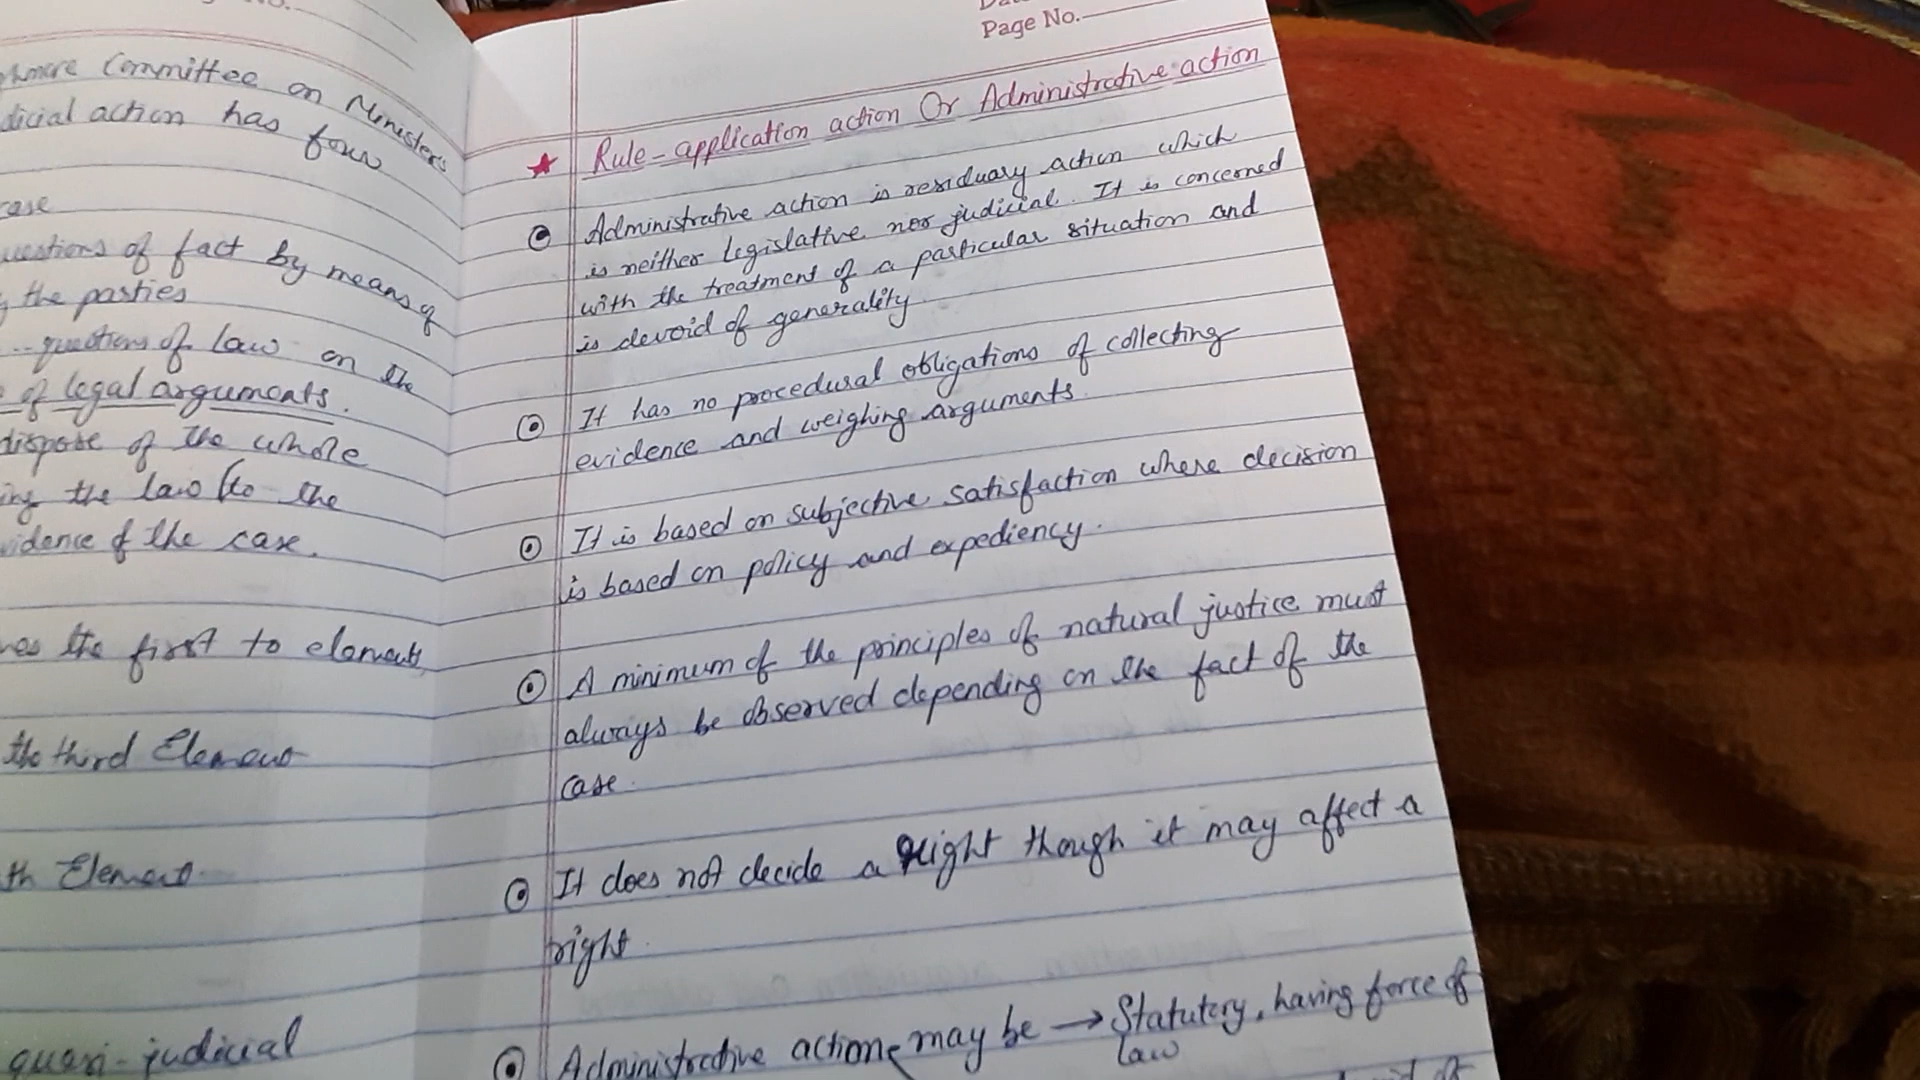 Committee on Ministers
dicial action has four
case
questions of fact by means of
the parties
questions of law on the
of legal arguments.
dispose of the whole
the law to the
evidence of the case.
the first to elements
the third Element
th Element.
quasi-judicial
Page No.
Rule-application action Or Administrative action
Administrative action is residuary action which
is neither legislative nor judicial. It is concerned
with the treatment of a particular situation and
is devoid of generality.
It has no procedural obligations of collecting
evidence and weighing arguments.
It is based on subjective satisfaction where decision
is based on policy and expediency.
A minimum of the principles of natural justice must
always be observed depending on the fact of the
case.
It does not decide a right though it may affect a
right.
Administrative action may be → Statutory, having force of
law